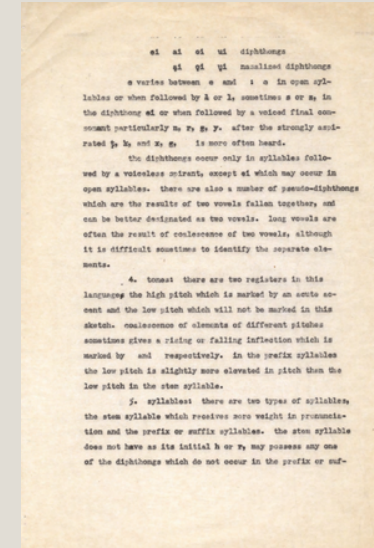 ei ai oi ui diphthongs
ęi ǫi ųi nasalized diphthongs
e varies between e and : e in open syl-
lables or when followed by λ or l, sometimes s or z, in
the diphthong ei or when followed by a voiced final con-
sonant particularly n, r, g, y. after the strongly aspi-
rated k, and x, g, is more often heard.
the diphthongs occur only in syllables follo-
wed by a voiceless spirant, except ei which may occur in
open syllables. there are also a number of pseudo-diphthongs
which are the results of two vowels fallen together, and
can be better designated as two vowels. long vowels are
often the result of coalescence of two vowels, although
it is difficult sometimes to identify the separate ele-
ments.
4. tones: there are two registers in this
language; the high pitch which is marked by an acute ac-
cent and the low pitch which will not be marked in this
sketch. coalescence of elements of different pitches
sometimes gives a rising or falling inflection which is
marked by and respectively. in the prefix syllables
the low pitch is slightly more elevated in pitch then the
low pitch in the stem syllable.
5. syllables: there are two types of syllables,
the stem syllable which receives more weight in pronuncia-
tion and the prefix or suffix syllables. the stem syllable
does not have as its initial h or r, may possess any one
of the diphthongs which do not occur in the prefix or suf-